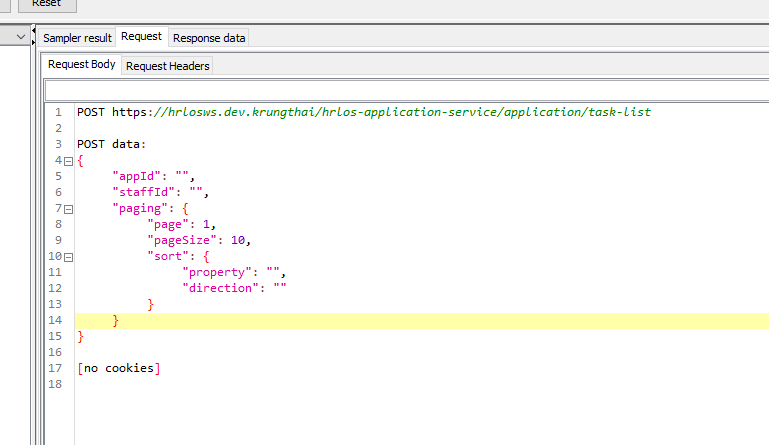 Reset
Sampler result Request Response data
Request Body Request Headers
1 POST https://hrlosws.dev.krungthai/hrlos-application-service/application/task-list
2
3 POST data:
4 {
5 "appId": "",
6 "staffId": "",
7 "paging": {
8 "page": 1,
9 "pageSize": 10,
10 "sort": {
11 "property": "",
12 "direction": ""
13 }
14 }
15 }
16
17 [no cookies]
18